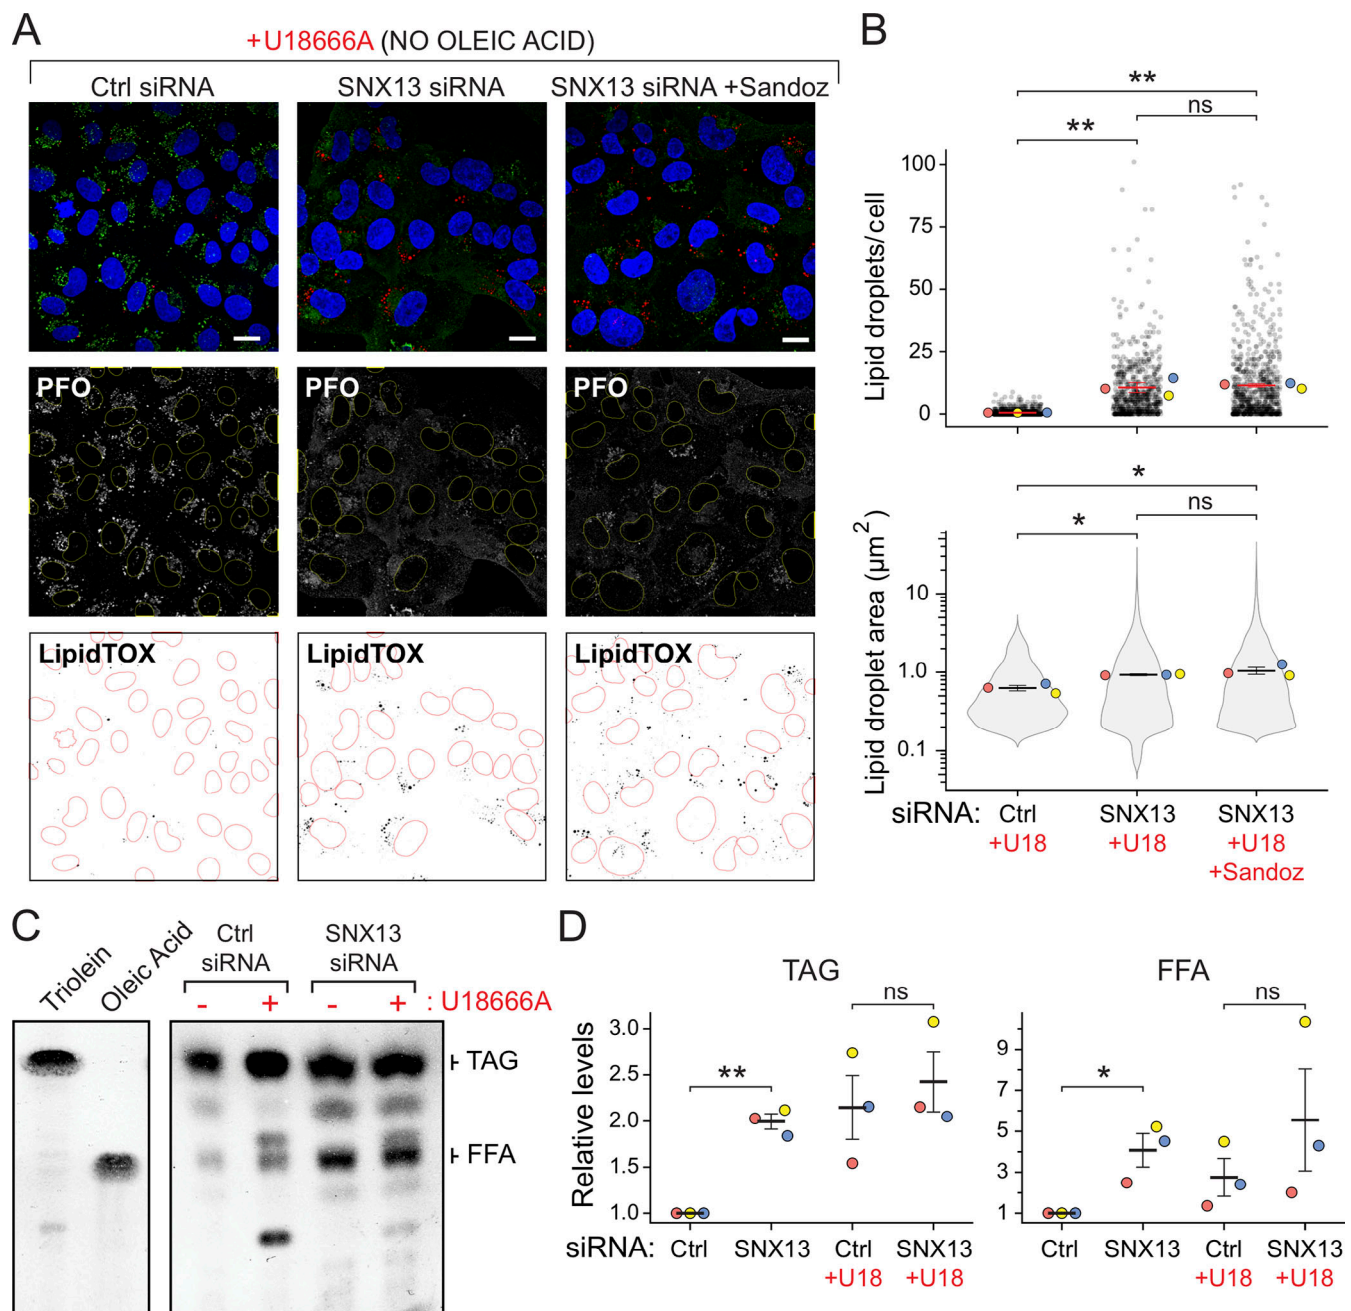 A
+U18666A (NO OLEIC ACID)
Ctrl siRNA
SNX13 siRNA
SNX13 siRNA +Sandoz
PFO
PFO
PFO
LipidTOX
LipidTOX
LipidTOX
B
**
**
ns
Lipid droplets/cell
100
75
50
25
0
*
*
ns
Lipid droplet area (µm²)
10
1.0
0.1
siRNA: Ctrl SNX13 SNX13
+U18 +U18 +U18
+Sandoz
C
Triolein
Oleic Acid
Ctrl
siRNA
SNX13
siRNA
- + - + : U18666A
TAG
FFA
D
TAG
Relative levels
3.0
2.5
2.0
1.5
1.0
**
ns
siRNA: Ctrl SNX13 Ctrl SNX13
+U18 +U18
FFA
9
7
5
3
1
*
ns
Ctrl SNX13 Ctrl SNX13
+U18 +U18